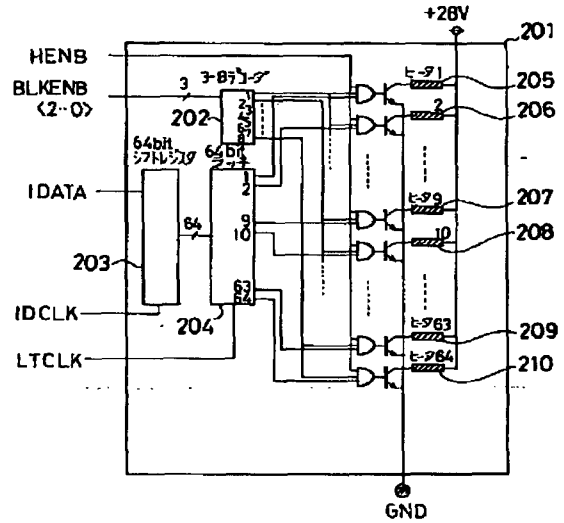 +28V
HENB
201
3-8デコーダ
ヒータ1
205
BLKENB
3
<2··0>
202
2
206
64bit
シフトレジスタ
64bit
IDATA
1
2
ヒータ9
207
64
9
10
10
208
203
63
64
ヒータ63
209
IDCLK
204
ヒータ64
LTCLK
210
GND